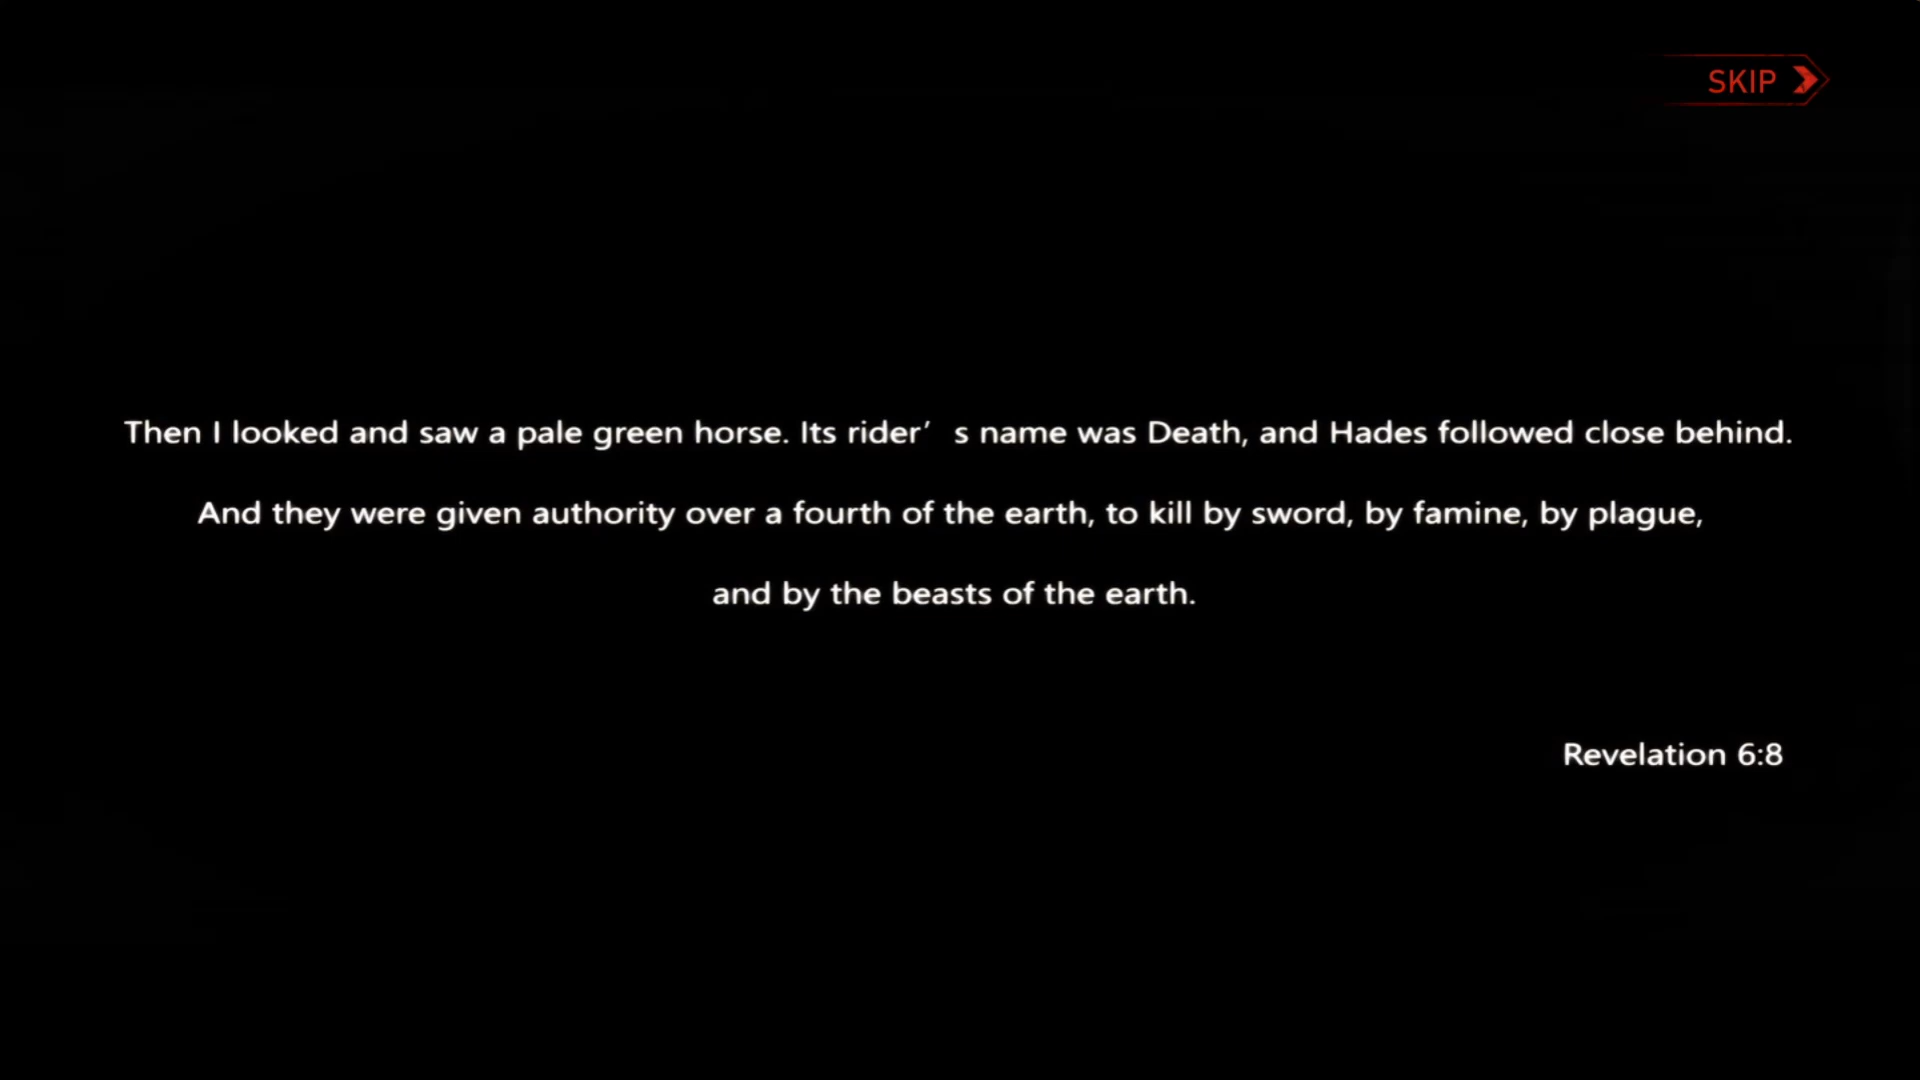 SKIP
Then I looked and saw a pale green horse. Its rider’ s name was Death, and Hades followed close behind.
And they were given authority over a fourth of the earth, to kill by sword, by famine, by plague,
and by the beasts of the earth.
Revelation 6:8